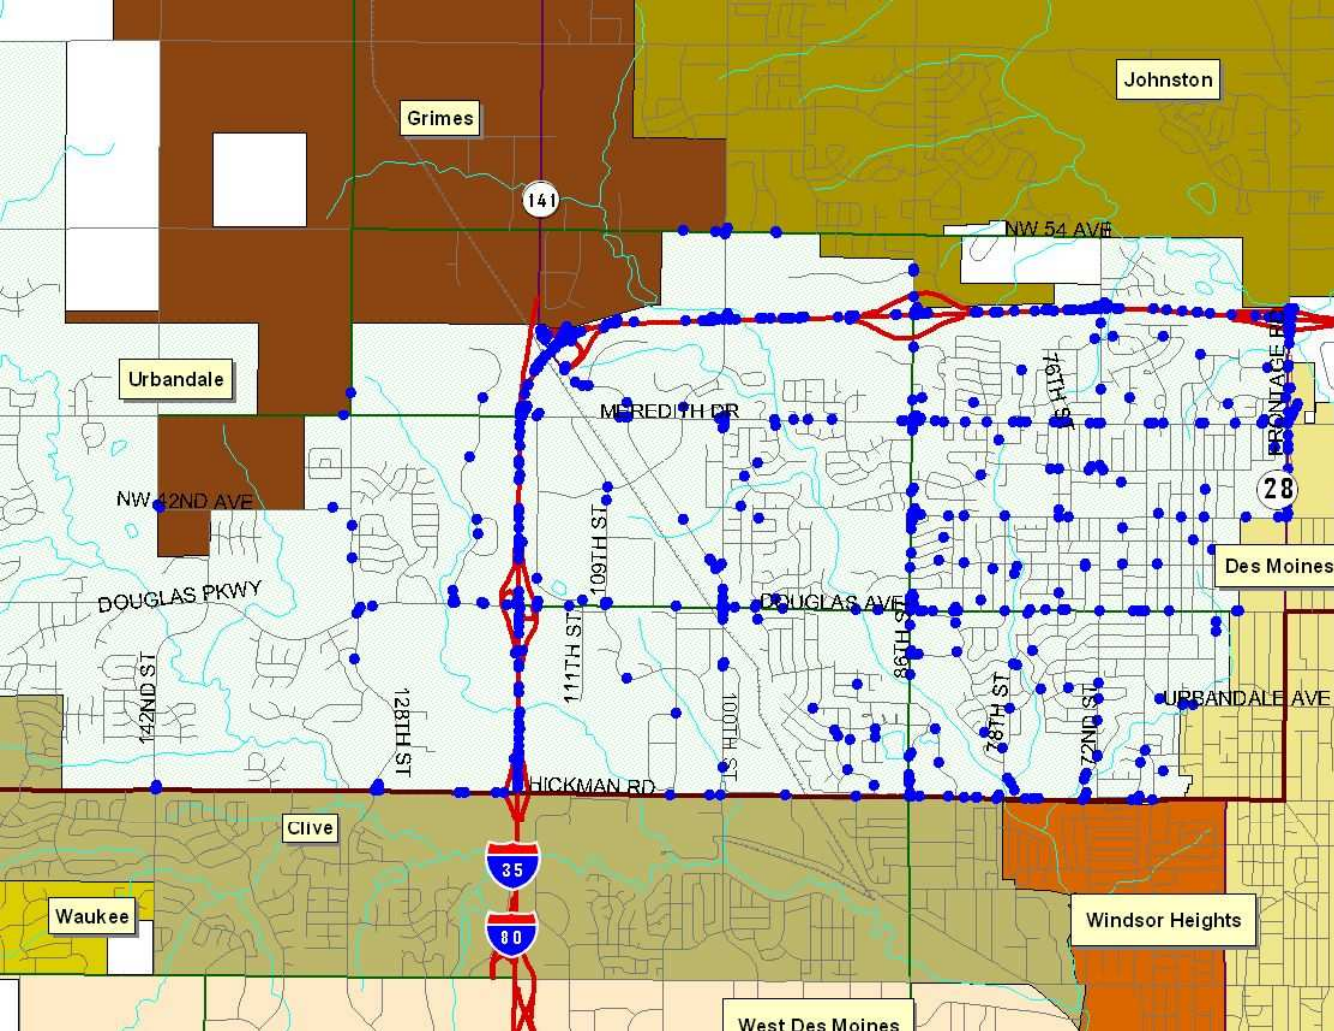 Johnston
Grimes
141
NW 54 AVE
Urbandale
76TH ST
FRONTAGE RD
MEREDITH DR
28
NW 42ND AVE
109TH ST
Des Moines
DOUGLAS PKWY
DOUGLAS AVE
86TH ST
111TH ST
142ND ST
128TH ST
100TH ST
78TH ST
72ND ST
URBANDALE AVE
HICKMAN RD
Clive
35
Waukee
80
Windsor Heights
West Des Moines